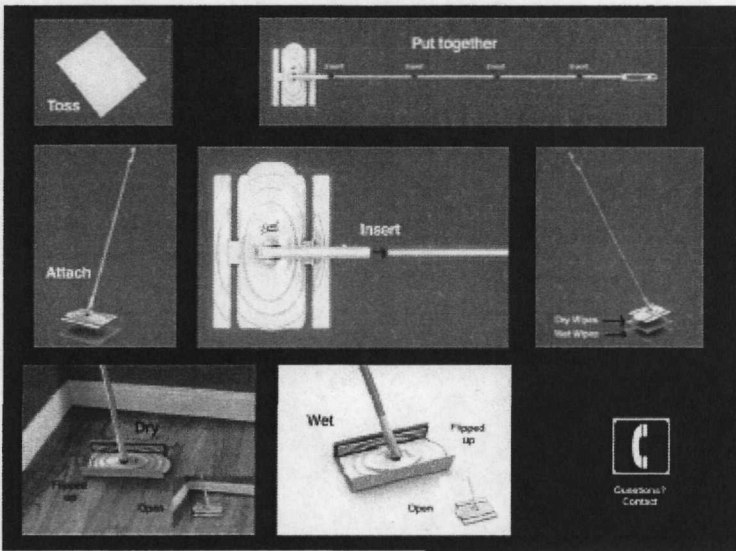 Toss
Put together
Insert
Insert
Insert
Insert
Attach
Insert
Dry Wipes
Wet Wipes
Dry
Flipped
up
Open
Wet
Flipped
up
Open
Questions?
Contact